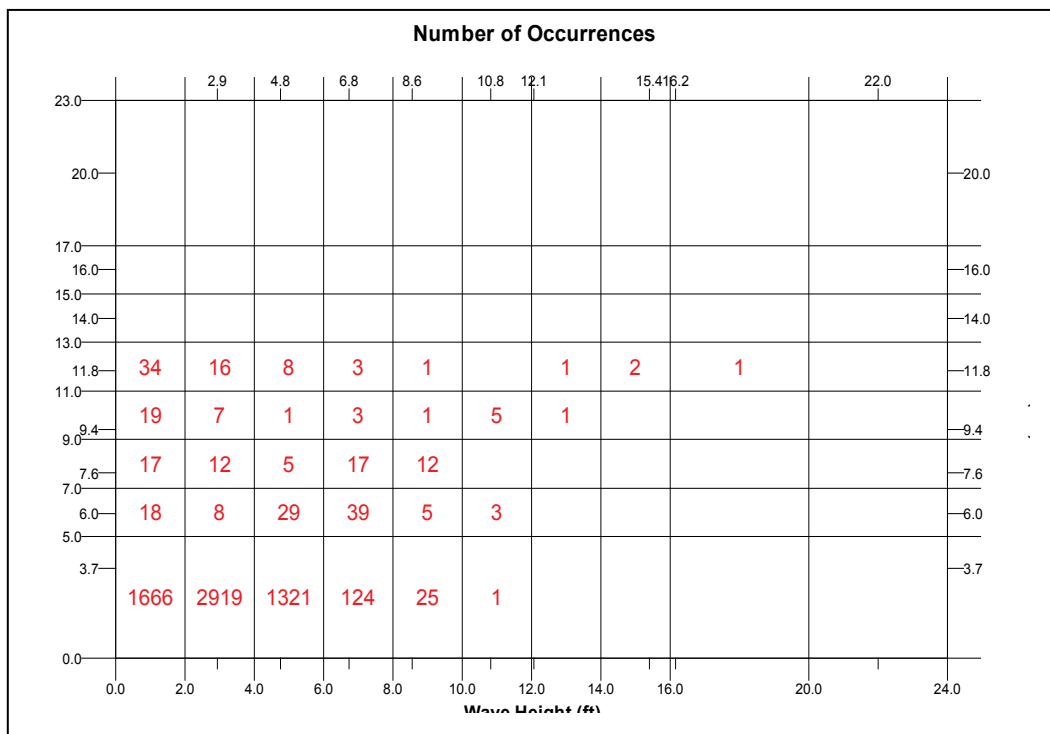 Number of Occurrences
2.9 4.8 6.8 8.6 10.8 12.1 15.4 16.2 22.0
23.0
20.0 20.0
17.0
16.0 16.0
15.0
14.0 14.0
13.0
11.8 34 16 8 3 1 1 2 1 11.8
11.0
19 7 1 3 1 5 1
9.4 9.4
9.0
17 12 5 17 12
7.6 7.6
7.0
6.0 18 8 29 39 5 3 6.0
5.0
3.7 3.7
1666 2919 1321 124 25 1
0.0
0.0 2.0 4.0 6.0 8.0 10.0 12.0 14.0 16.0 20.0 24.0
Wave Height (ft)